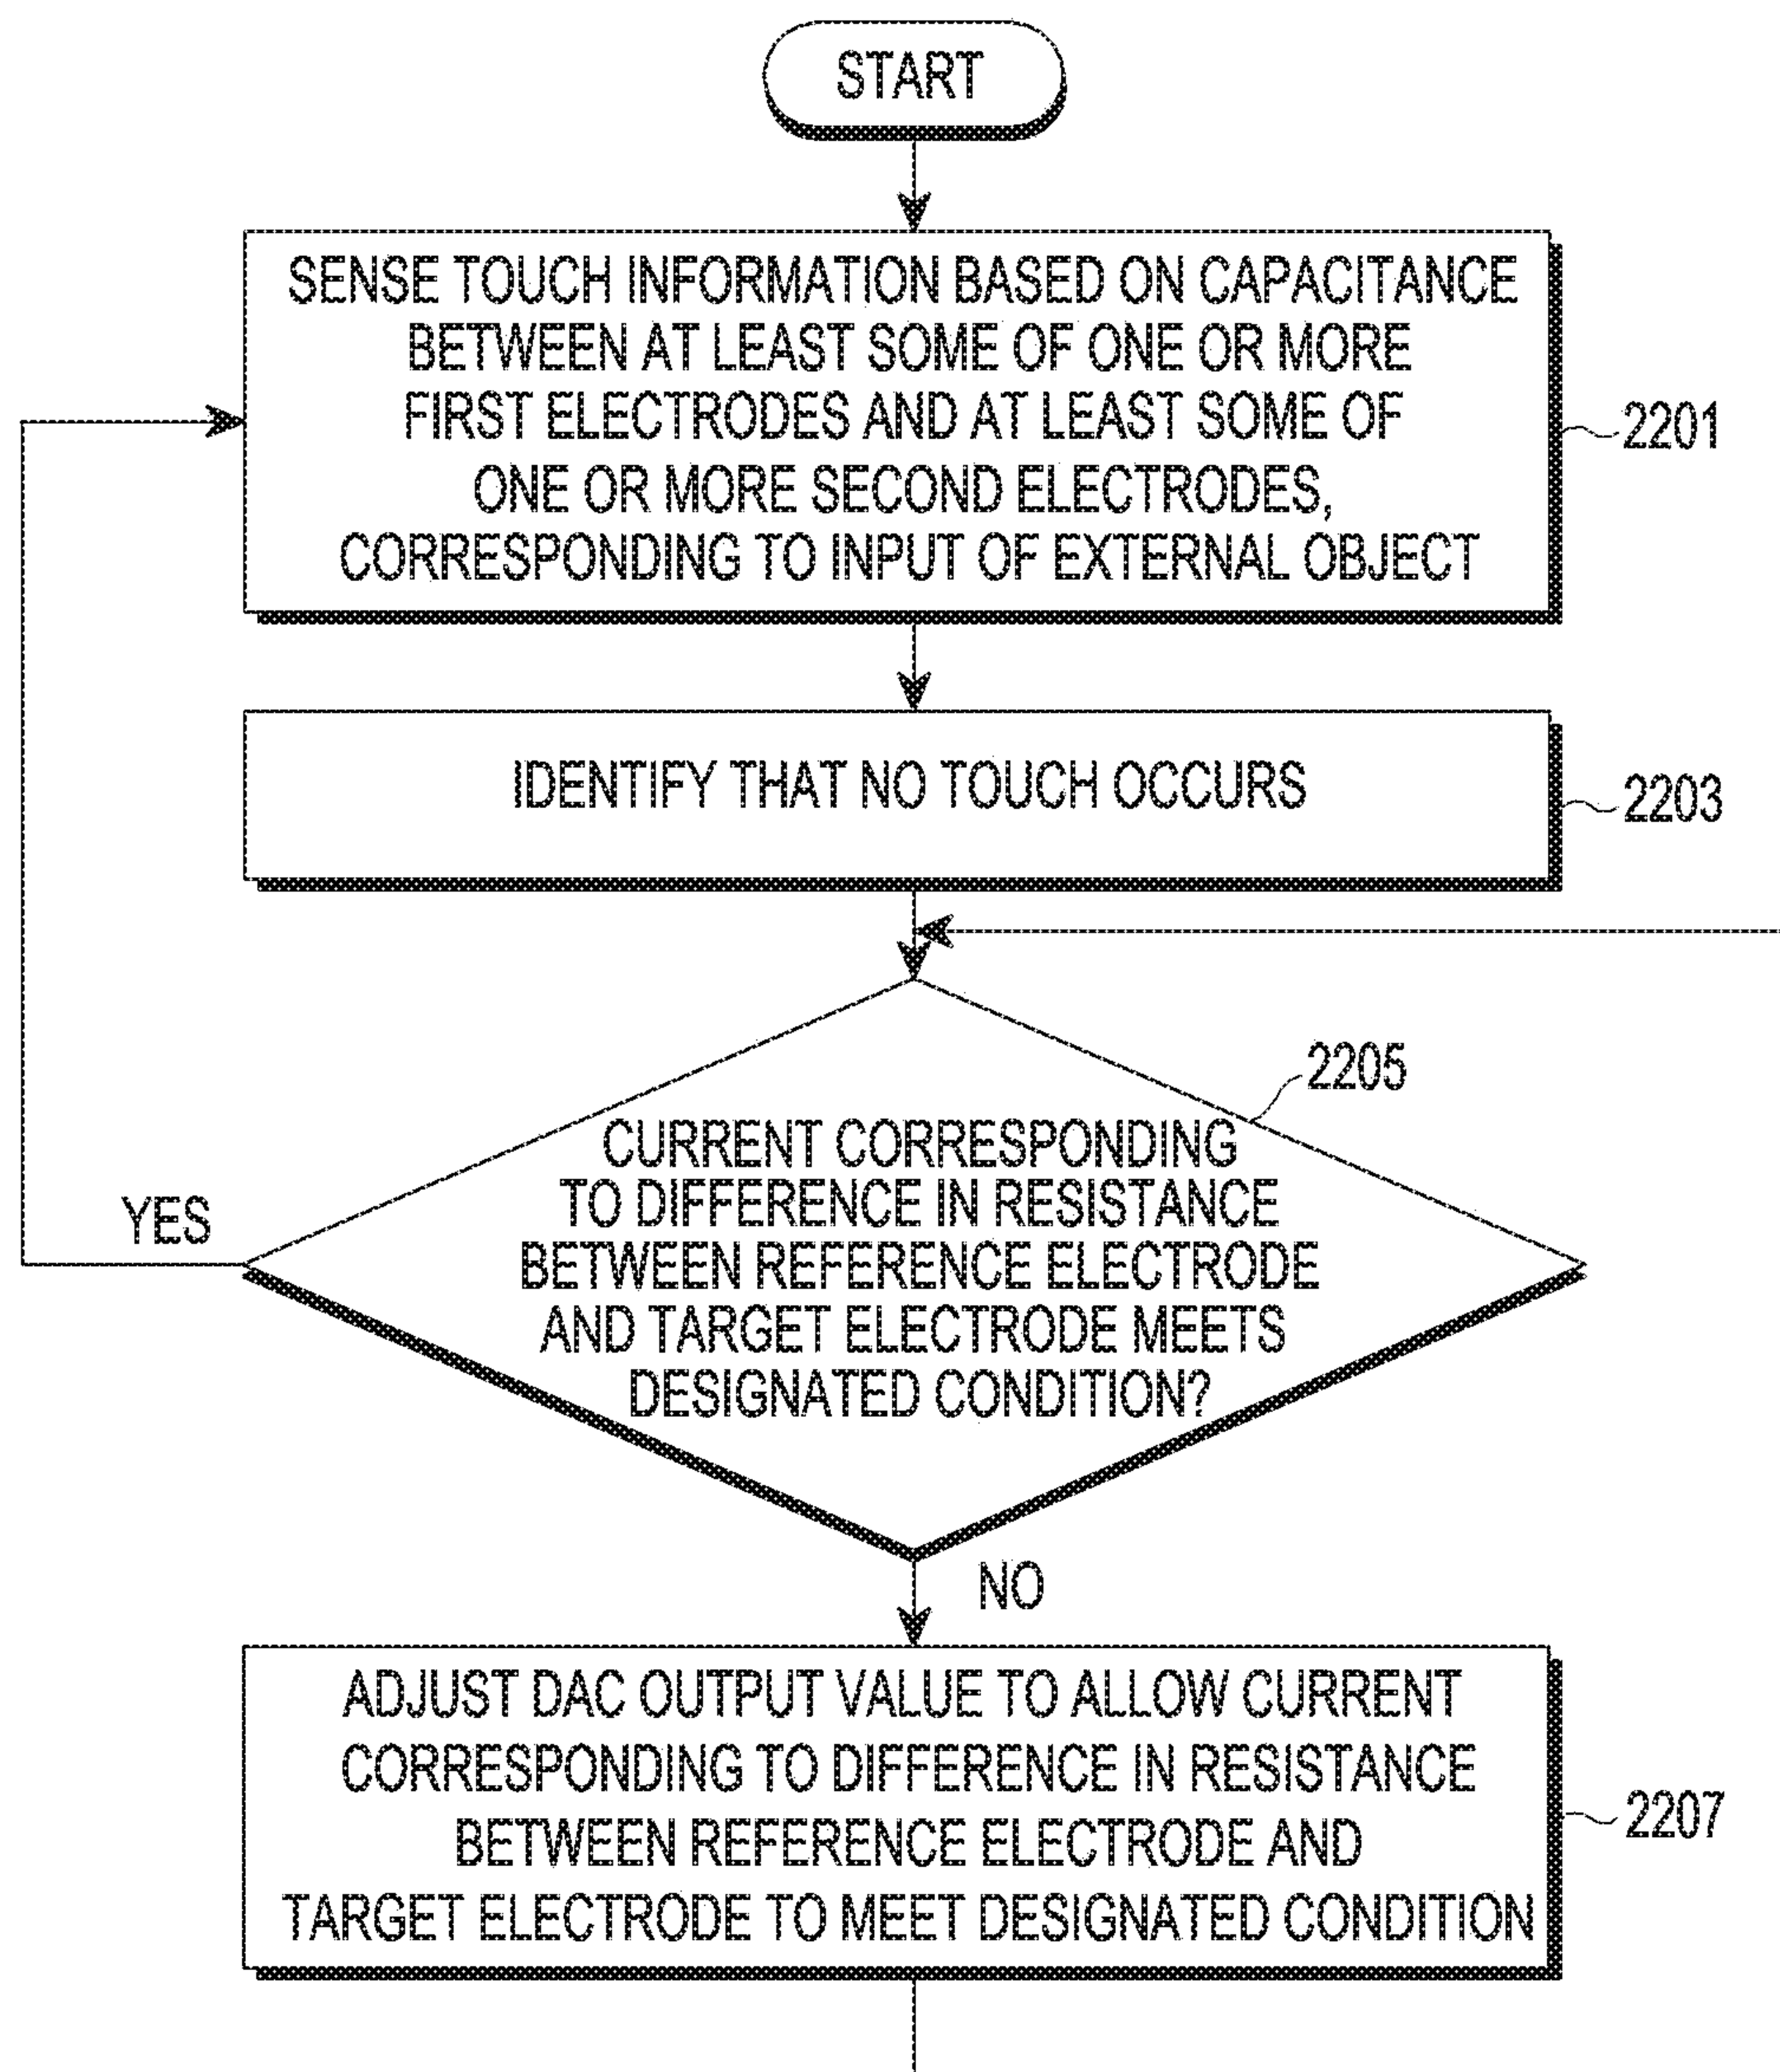 START
SENSE TOUCH INFORMATION BASED ON CAPACITANCE
BETWEEN AT LEAST SOME OF ONE OR MORE
FIRST ELECTRODES AND AT LEAST SOME OF
ONE OR MORE SECOND ELECTRODES,
CORRESPONDING TO INPUT OF EXTERNAL OBJECT
2201
IDENTIFY THAT NO TOUCH OCCURS
2203
2205
CURRENT CORRESPONDING
TO DIFFERENCE IN RESISTANCE
BETWEEN REFERENCE ELECTRODE
AND TARGET ELECTRODE MEETS
DESIGNATED CONDITION?
YES
NO
ADJUST DAC OUTPUT VALUE TO ALLOW CURRENT
CORRESPONDING TO DIFFERENCE IN RESISTANCE
BETWEEN REFERENCE ELECTRODE AND
TARGET ELECTRODE TO MEET DESIGNATED CONDITION
2207